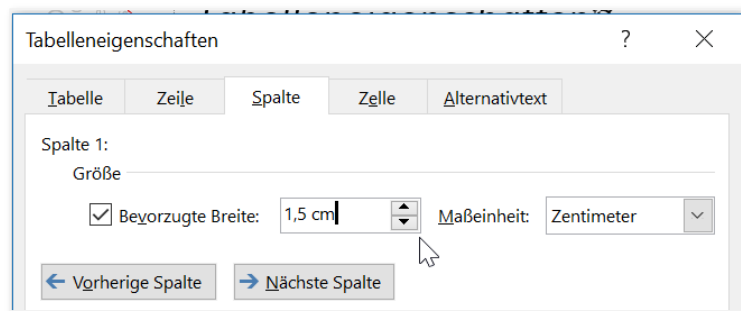 Tabelleneigenschaften ?
Tabelle Zeile Spalte Zelle Alternativtext
Spalte 1:
Größe
Bevorzugte Breite: 1,5 cm Maßeinheit: Zentimeter
Vorherige Spalte Nächste Spalte